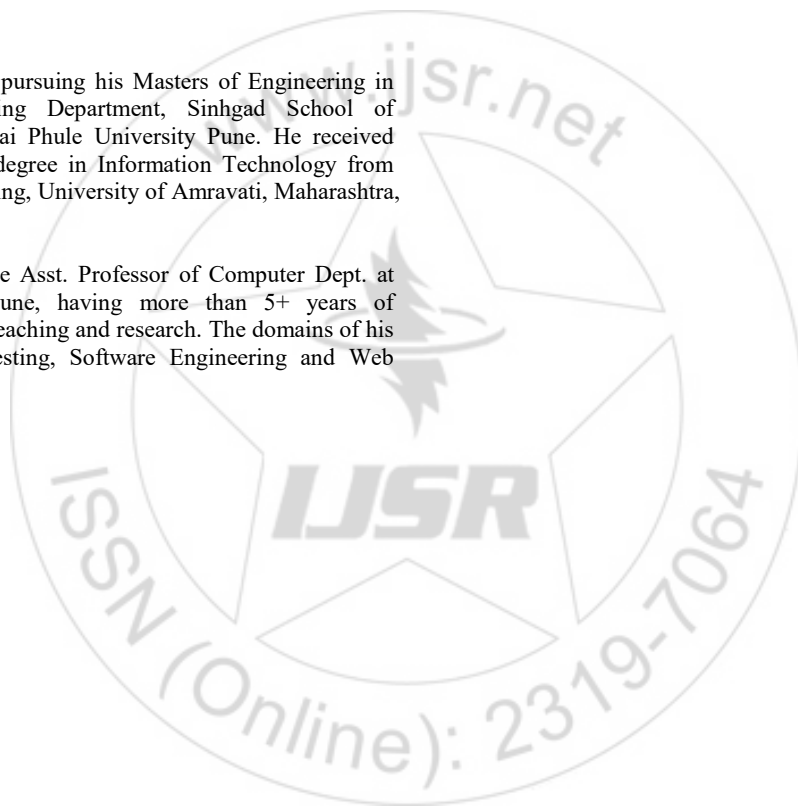 pursuing his Masters of Engineering in
ing Department, Sinhgad School of
ai Phule University Pune. He received
degree in Information Technology from
ing, University of Amravati, Maharashtra,
e Asst. Professor of Computer Dept. at
une, having more than 5+ years of
eaching and research. The domains of his
esting, Software Engineering and Web
www.ijsr.net
IJSR
ISSN (Online): 2319-7064